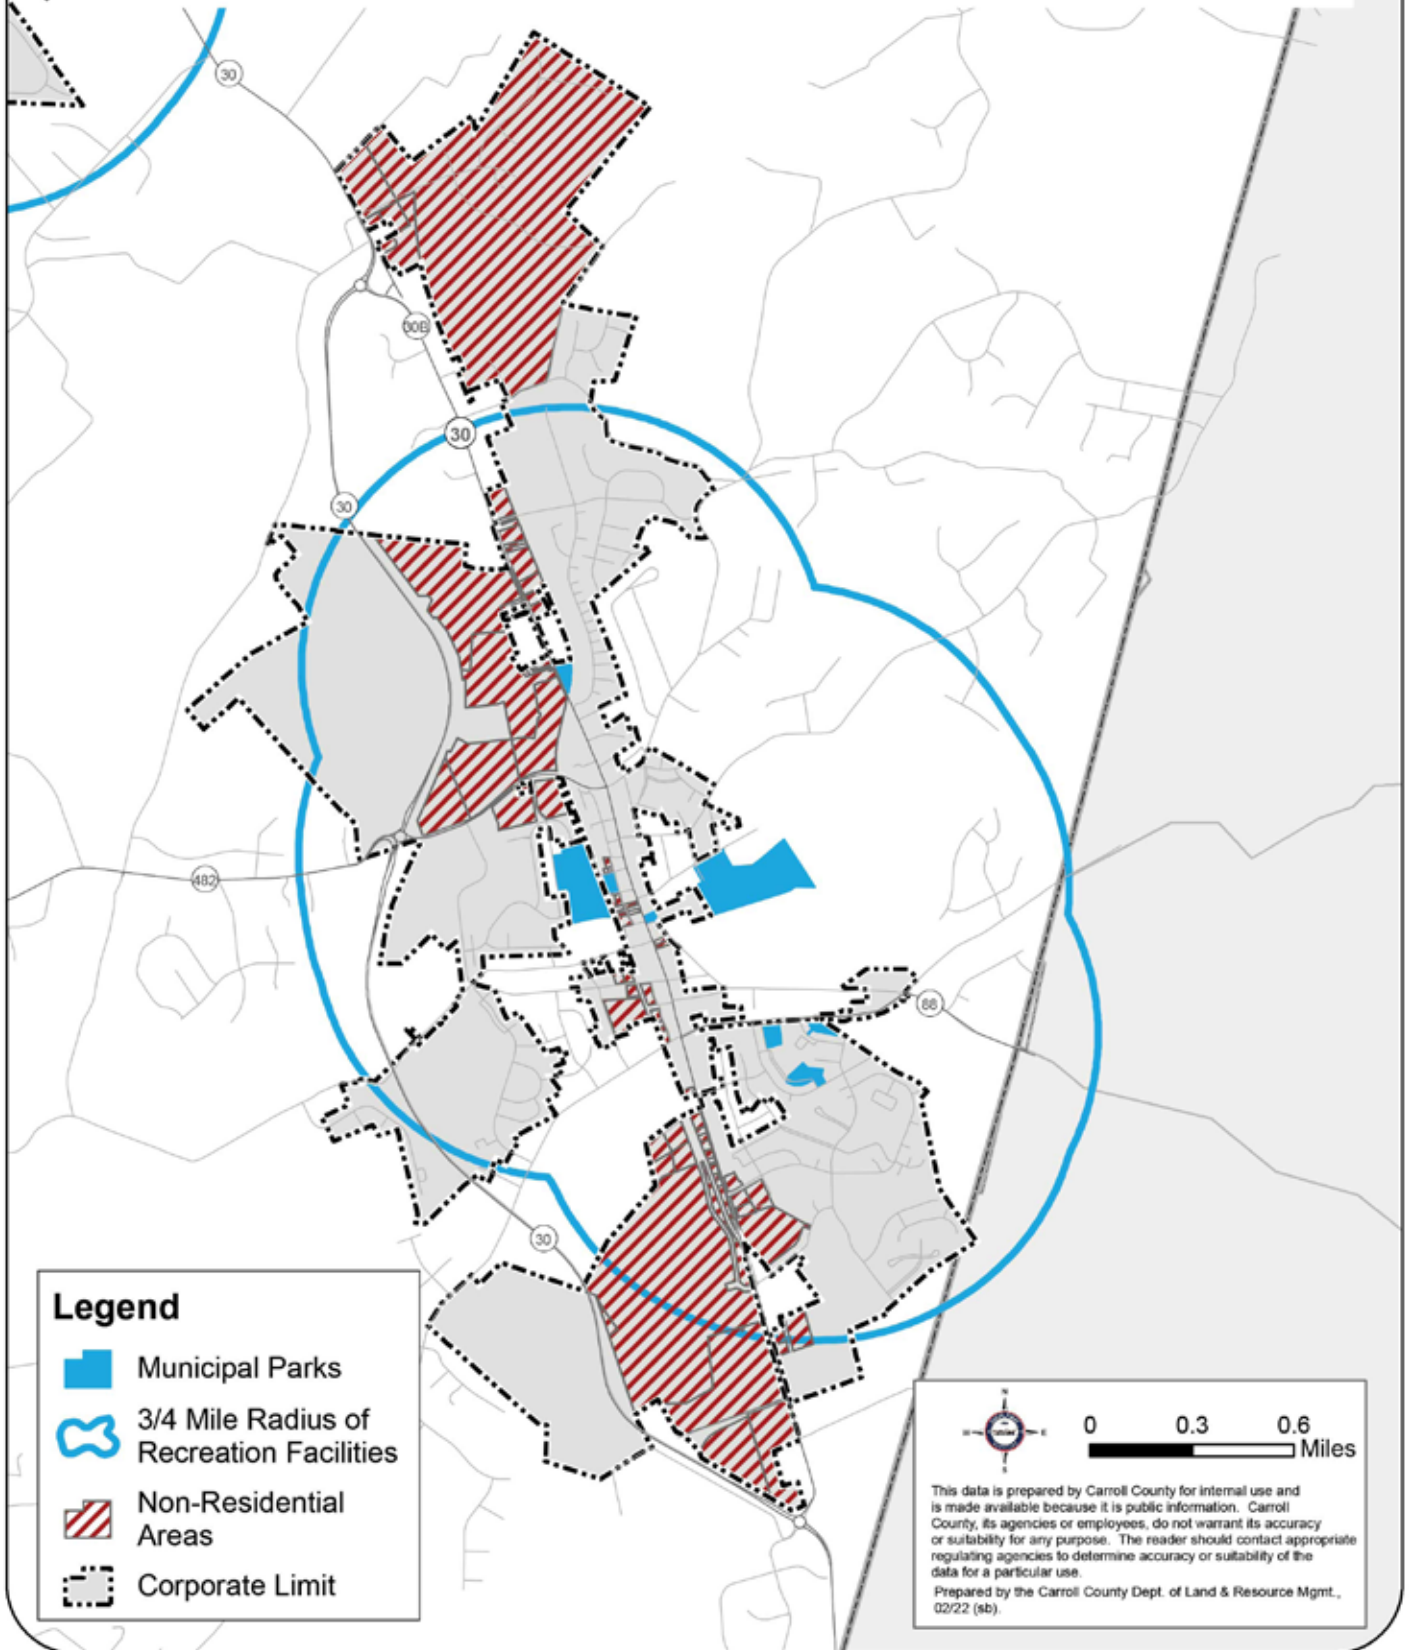 30
30B
30
30
482
88
30
Legend
Municipal Parks
3/4 Mile Radius of
Recreation Facilities
Non-Residential
Areas
Corporate Limit
N
E
S
0 0.3 0.6
Miles
This data is prepared by Carroll County for internal use and
is made available because it is public information. Carroll
County, its agencies or employees, do not warrant its accuracy
or suitability for any purpose. The reader should contact appropriate
regulating agencies to determine accuracy or suitability of the
data for a particular use.
Prepared by the Carroll County Dept. of Land & Resource Mgmt.,
02/22 (sb).